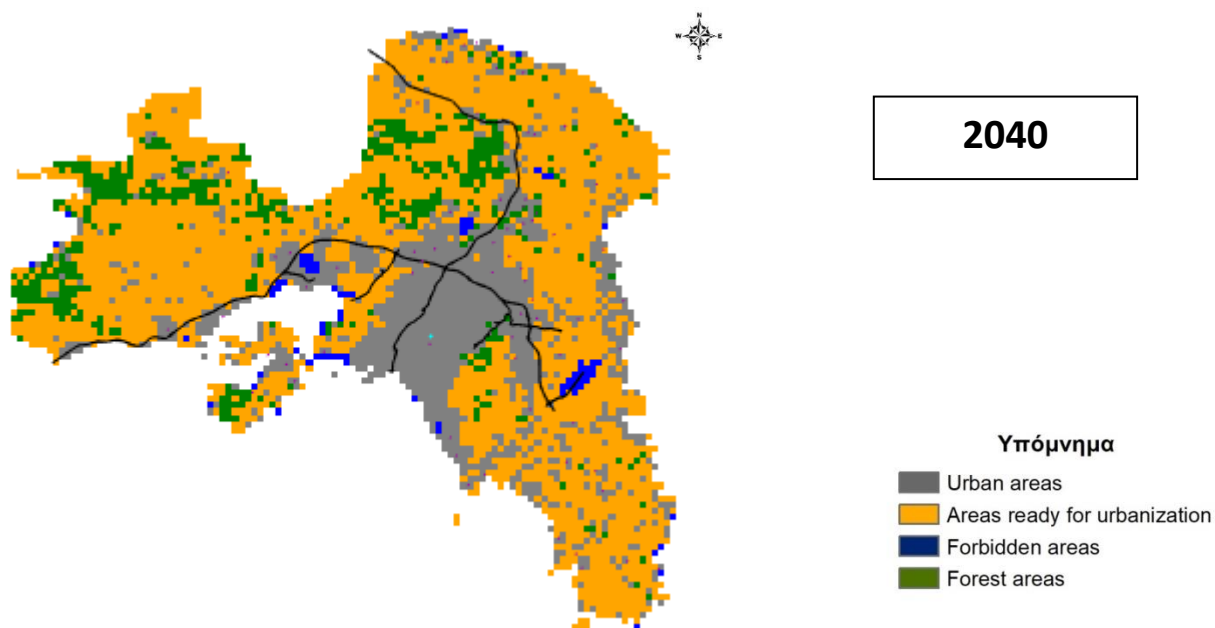 N
W E
S
2040
Υπόμνημα
Urban areas
Areas ready for urbanization
Forbidden areas
Forest areas